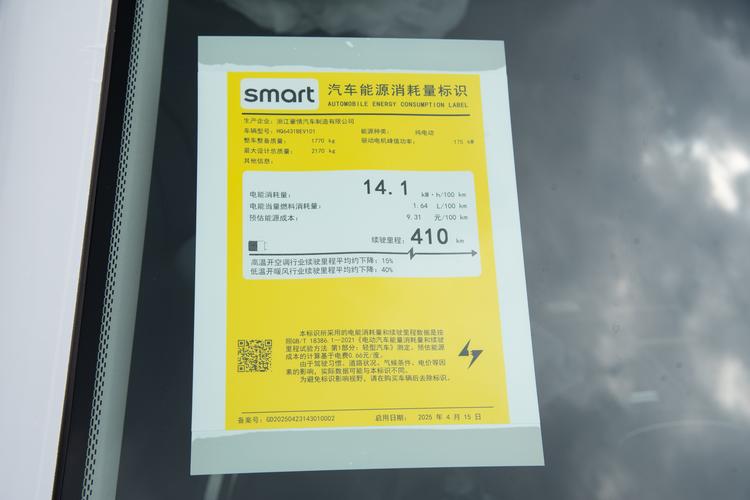 smart
汽车能源消耗量标识
AUTOMOBILE ENERGY CONSUMPTION LABEL
生产企业：浙江豪情汽车制造有限公司
车辆型号：HQ6431BEV101 能源种类： 纯电动
整车整备质量： 1770 kg 驱动电机峰值功率： 175 kW
最大设计总质量： 2170 kg
其他信息：
电能消耗量： 14.1 kW·h/100 km
电能当量燃料消耗量： 1.64 L/100 km
预估能源成本： 9.31 元/100 km
续驶里程： 410 km
高温开空调行业续驶里程平均约下降：15%
低温开暖风行业续驶里程平均约下降：40%
本标识所采用的电能消耗量和续驶里程数据是按
照GB/T 18386.1—2021《电动汽车能量消耗量和续驶
里程试验方法 第1部分：轻型汽车》测定。预估能源
成本的计算基于电费0.66元/度。
由于驾驶习惯、道路状况、气候条件、电价等因
素的影响，实际数据可能与本标识不同。
为避免标识影响视野，请在购买车辆后去除标识。
备案号：GD20250423143010002 启用日期： 2025 年 4 月 15 日